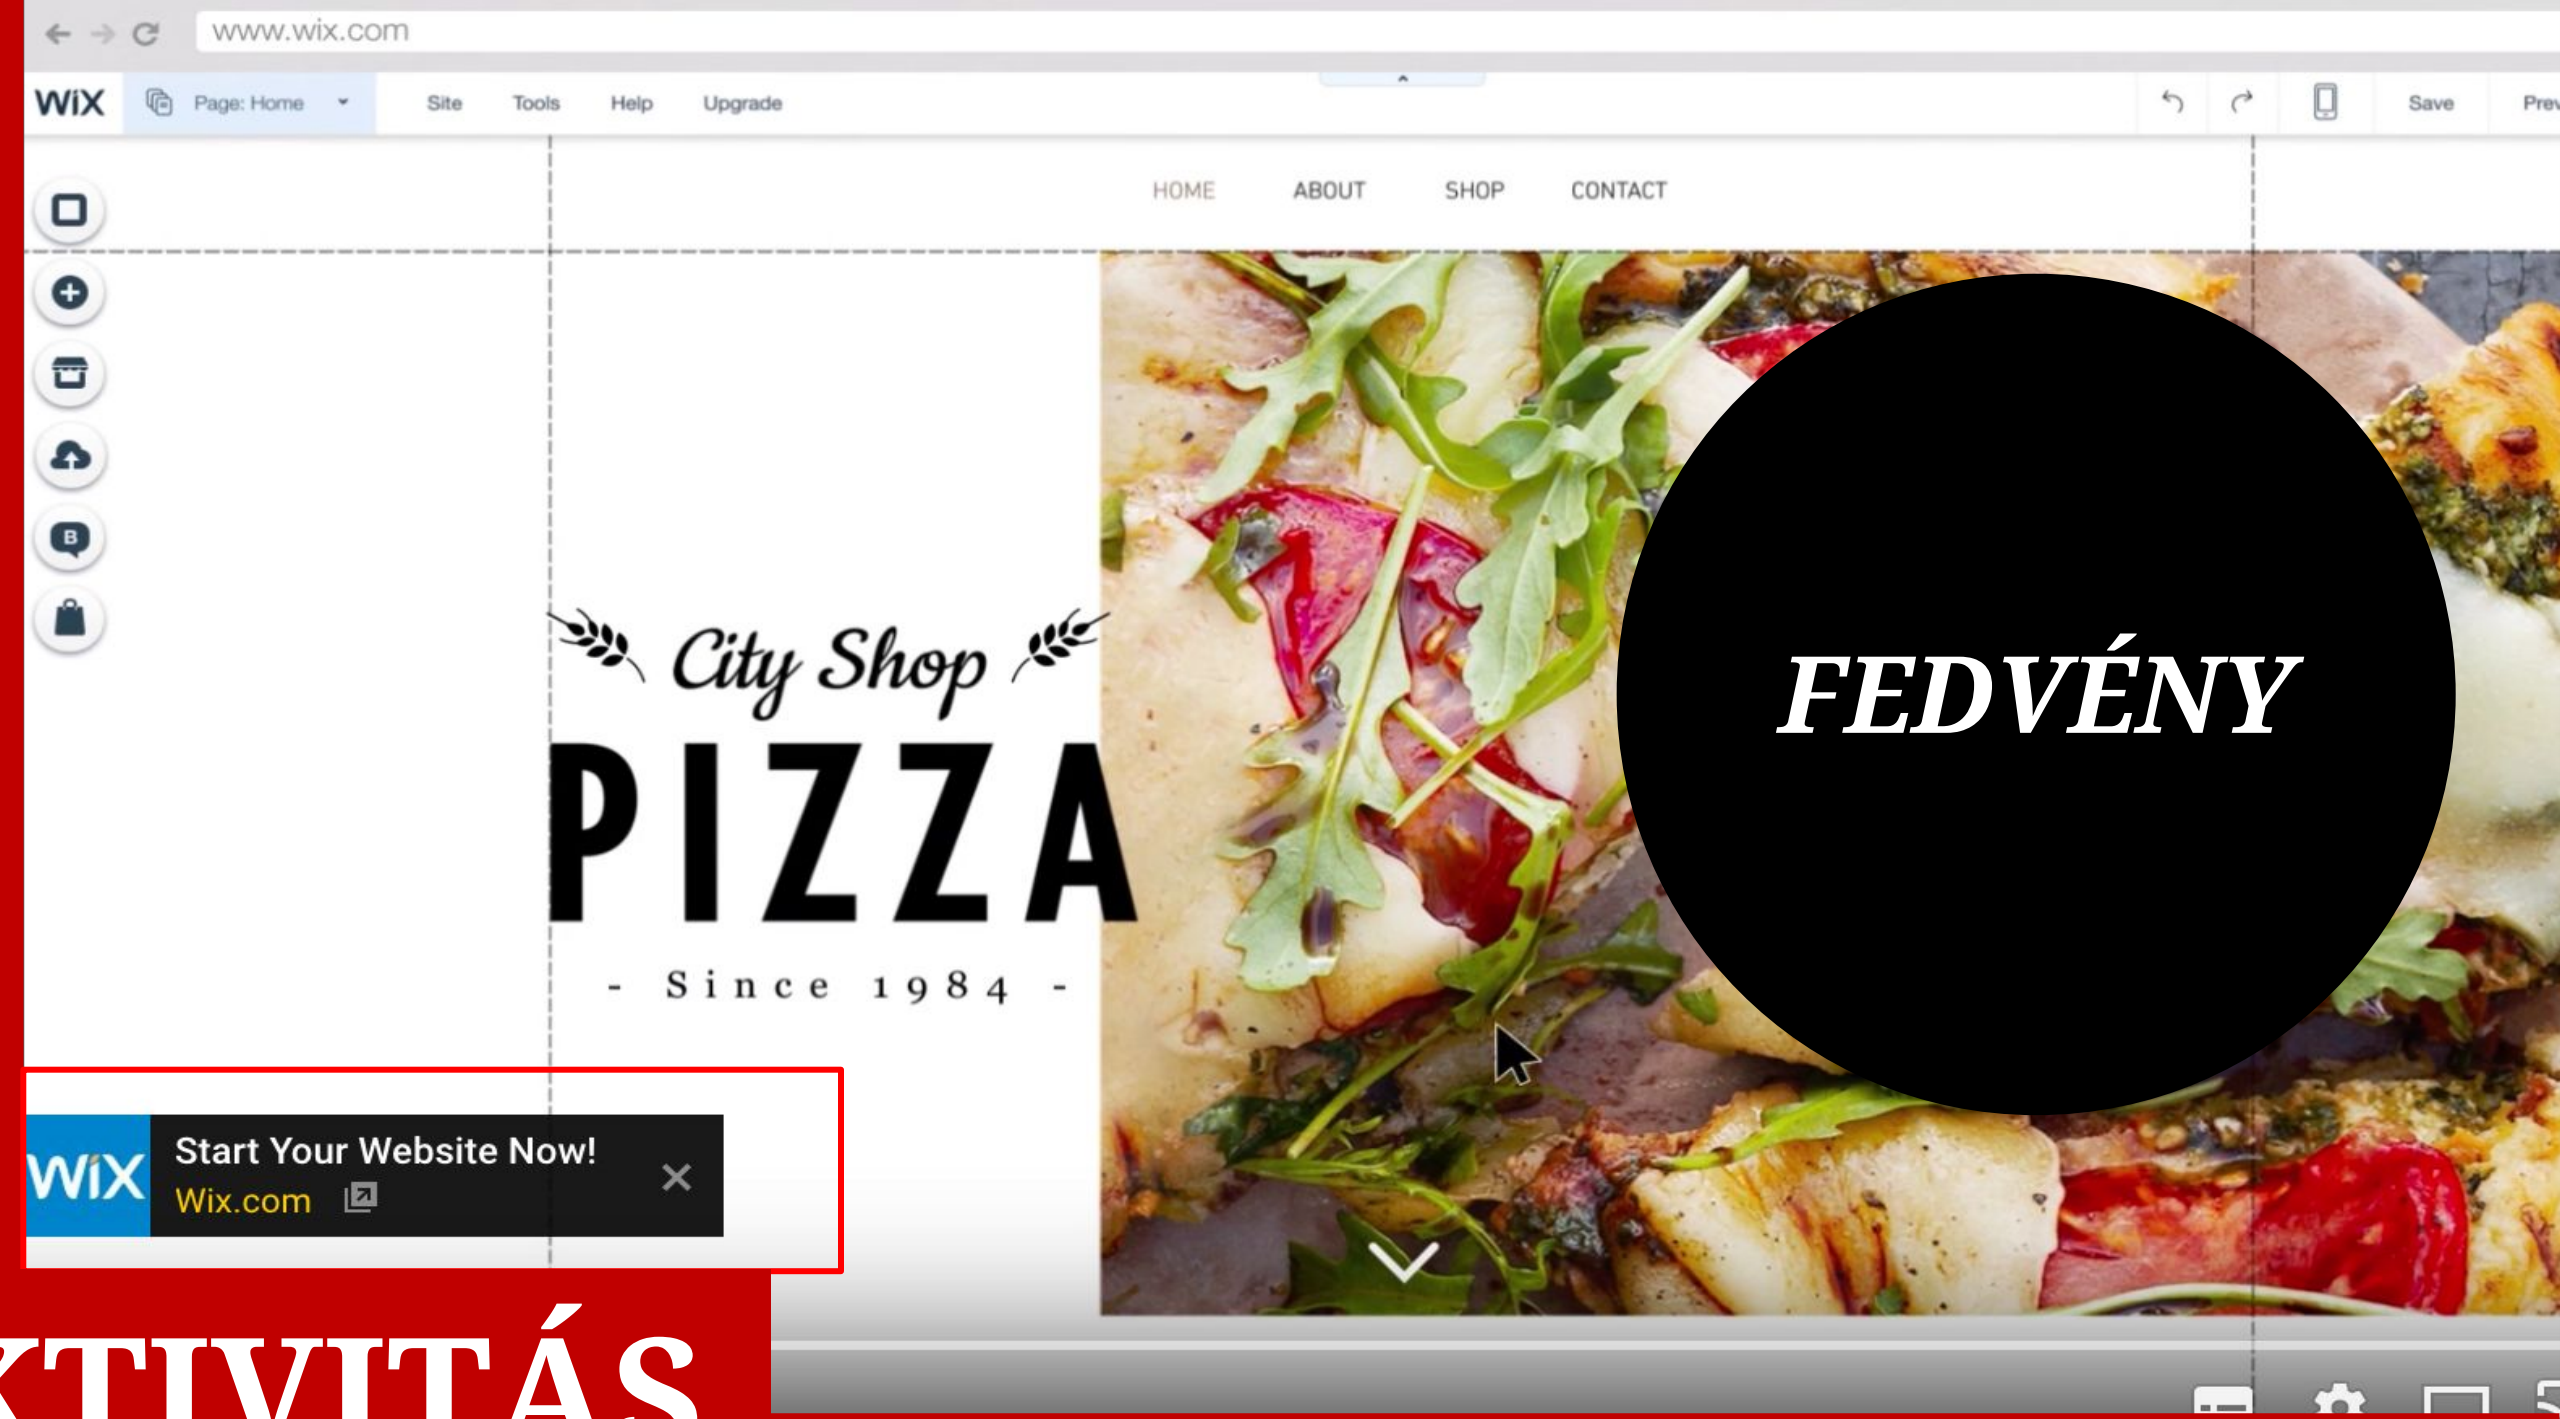 www.wix.com
WiX Page: Home Site Tools Help Upgrade Save
HOME ABOUT SHOP CONTACT
City Shop
PIZZA
- Since 1984 -
FEDVÉNY
WiX
Start Your Website Now!
Wix.com
KTIVITÁS